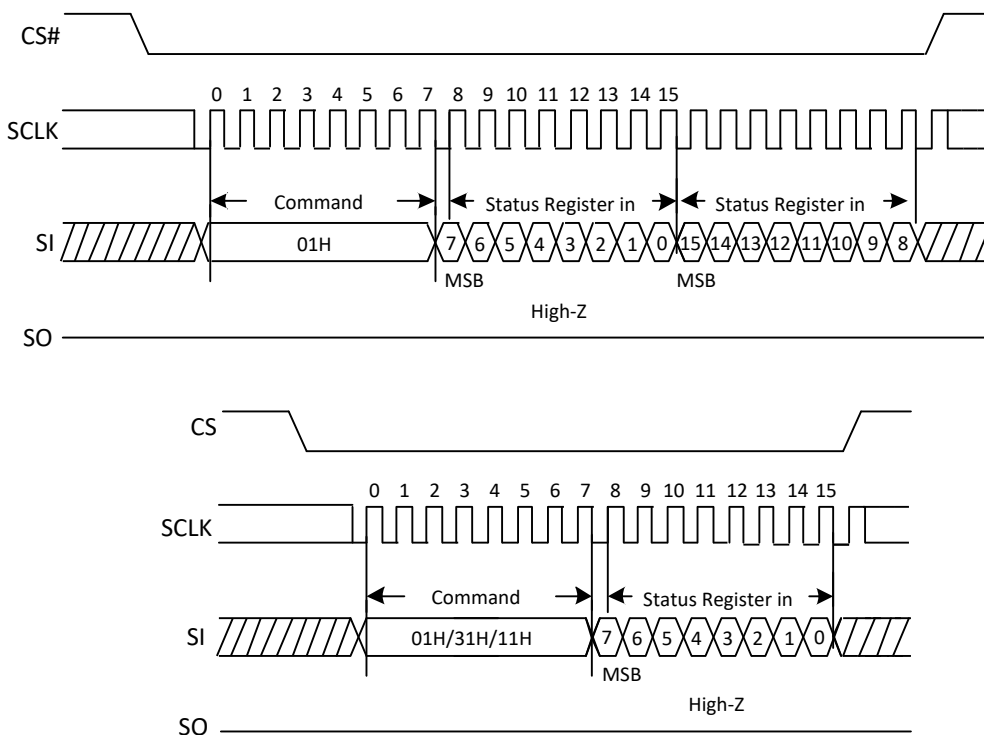 CS#
0 1 2 3 4 5 6 7 8 9 10 11 12 13 14 15
SCLK
Command
Status Register in
Status Register in
SI
01H
7 6 5 4 3 2 1 0 15 14 13 12 11 10 9 8
MSB
MSB
High-Z
SO
CS
0 1 2 3 4 5 6 7 8 9 10 11 12 13 14 15
SCLK
Command
Status Register in
SI
01H/31H/11H
7 6 5 4 3 2 1 0
MSB
High-Z
SO